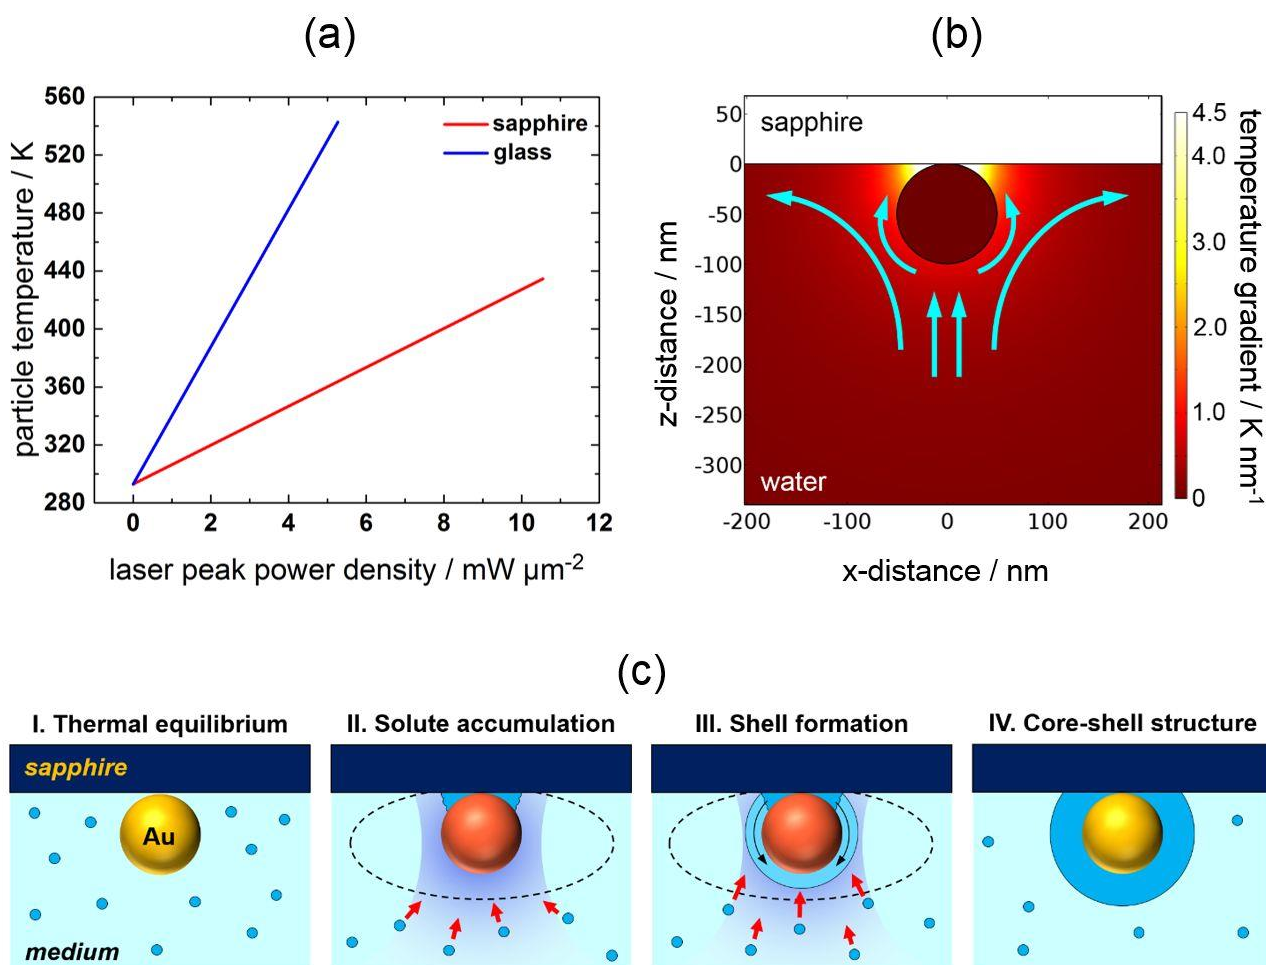 (a)
560
520
480
440
400
360
320
280
0 2 4 6 8 10 12
particle temperature / K
laser peak power density / mW µm-2
sapphire
glass
(b)
50
0
-50
-100
-150
-200
-250
-300
-200 -100 0 100 200
z-distance / nm
x-distance / nm
sapphire
water
4.5
4.0
3.0
2.0
1.0
0
temperature gradient / K nm-1
(c)
I. Thermal equilibrium
sapphire
Au
medium
II. Solute accumulation
III. Shell formation
IV. Core-shell structure